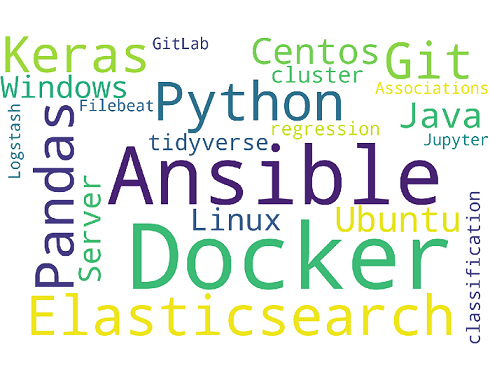 GitLab
Keras
Centos
Git
cluster
Windows
Filebeat
Associations
Python
Java
Logstash
regression
Jupyter
tidyverse
Pandas
Ansible
Server
Linux
Ubuntu
classification
Docker
Elasticsearch